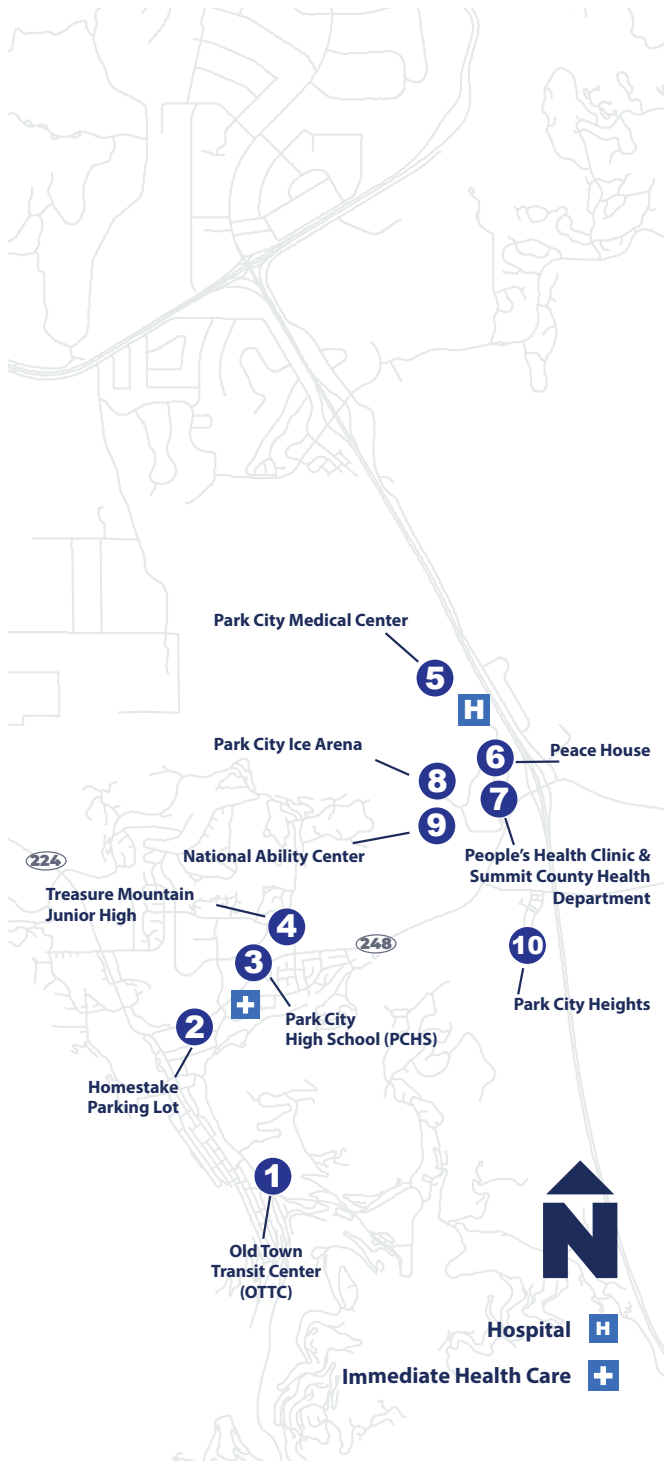 Park City Medical Center
5
H
Park City Ice Arena
6
Peace House
8
7
9
National Ability Center
People’s Health Clinic &
Summit County Health
Department
224
Treasure Mountain
Junior High
4
248
10
3
Park City Heights
Park City
High School (PCHS)
2
Homestake
Parking Lot
1
Old Town
Transit Center
(OTTC)
N
Hospital H
Immediate Health Care